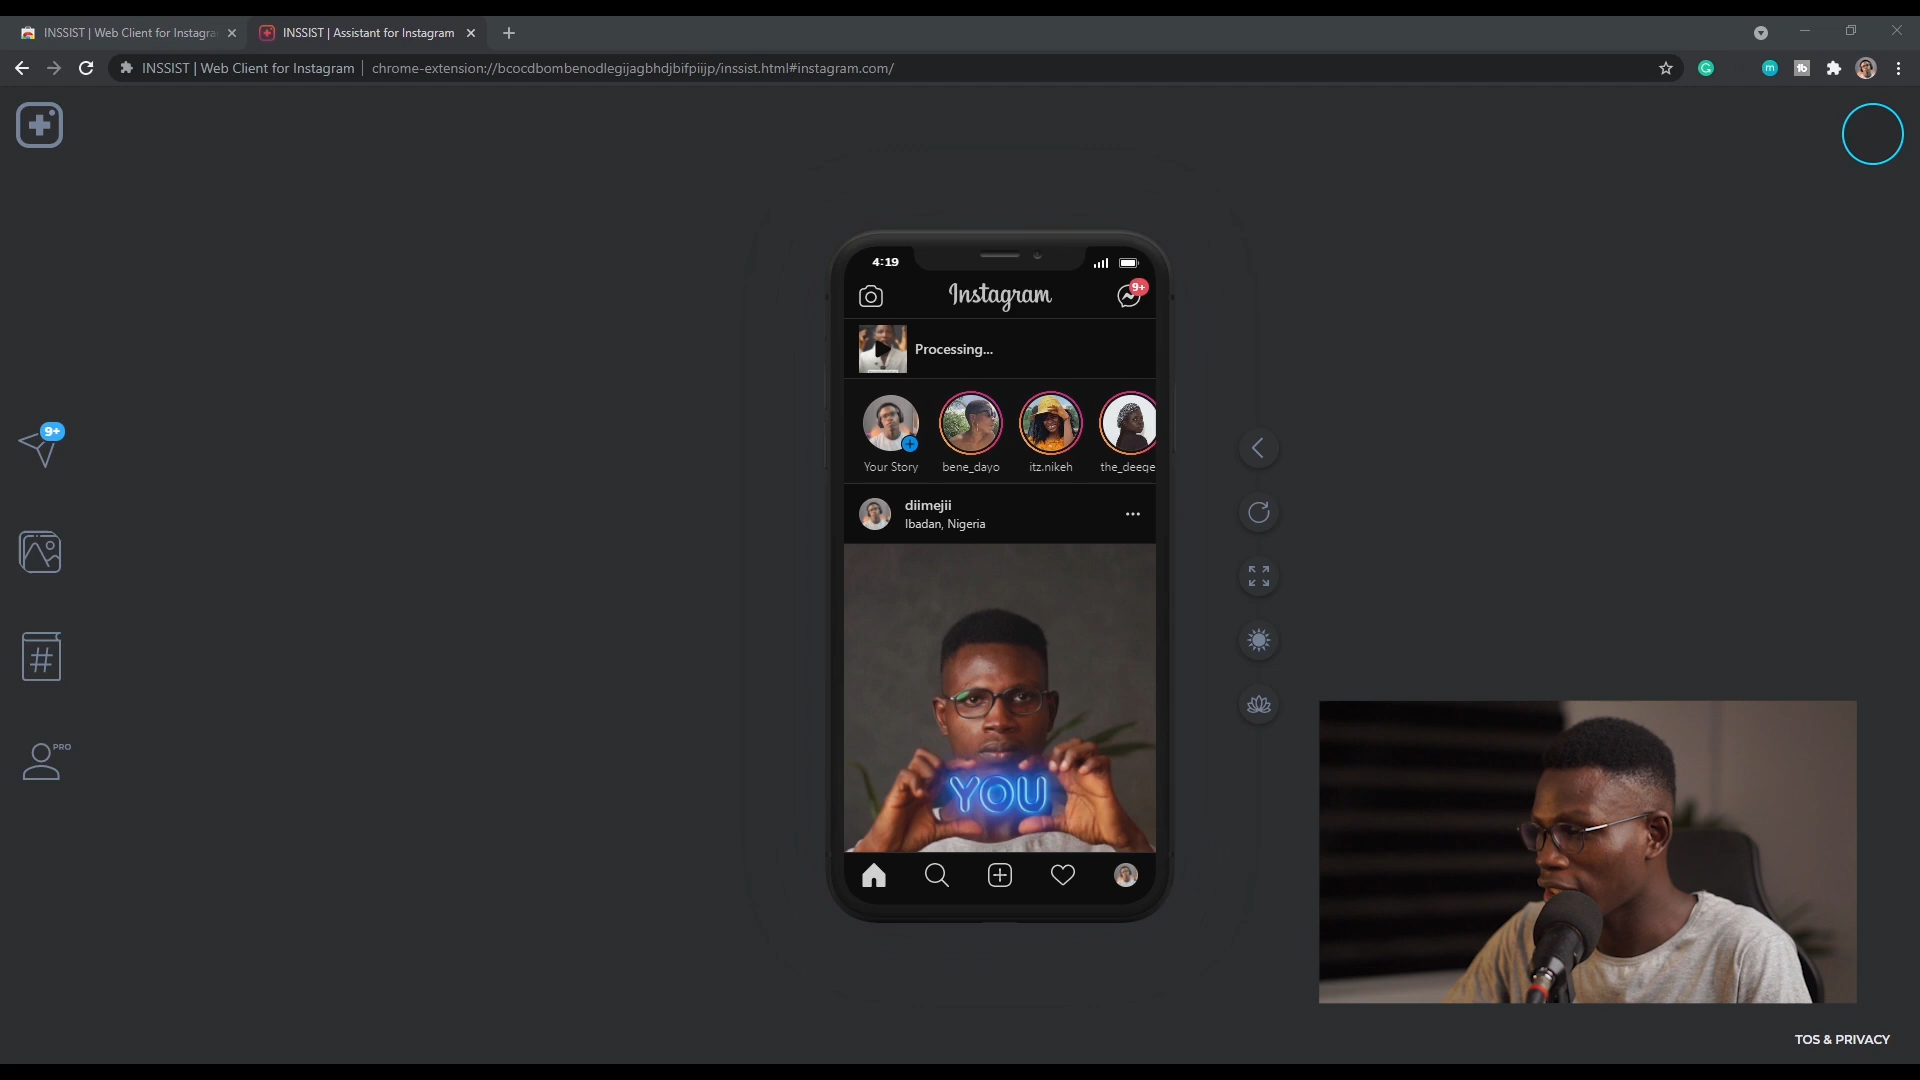 INSSIST | Web Client for Instagra
INSSIST | Assistant for Instagram
INSSIST | Web Client for Instagram
chrome-extension://bcocdbombenodlegijagbhdjbifpiijp/inssist.html#instagram.com/
4:19
Instagram
9+
Processing...
Your Story
bene_dayo
itz.nikeh
the_deeqe
diimejii
Ibadan, Nigeria
YOU
9+
#
PRO
TOS & PRIVACY